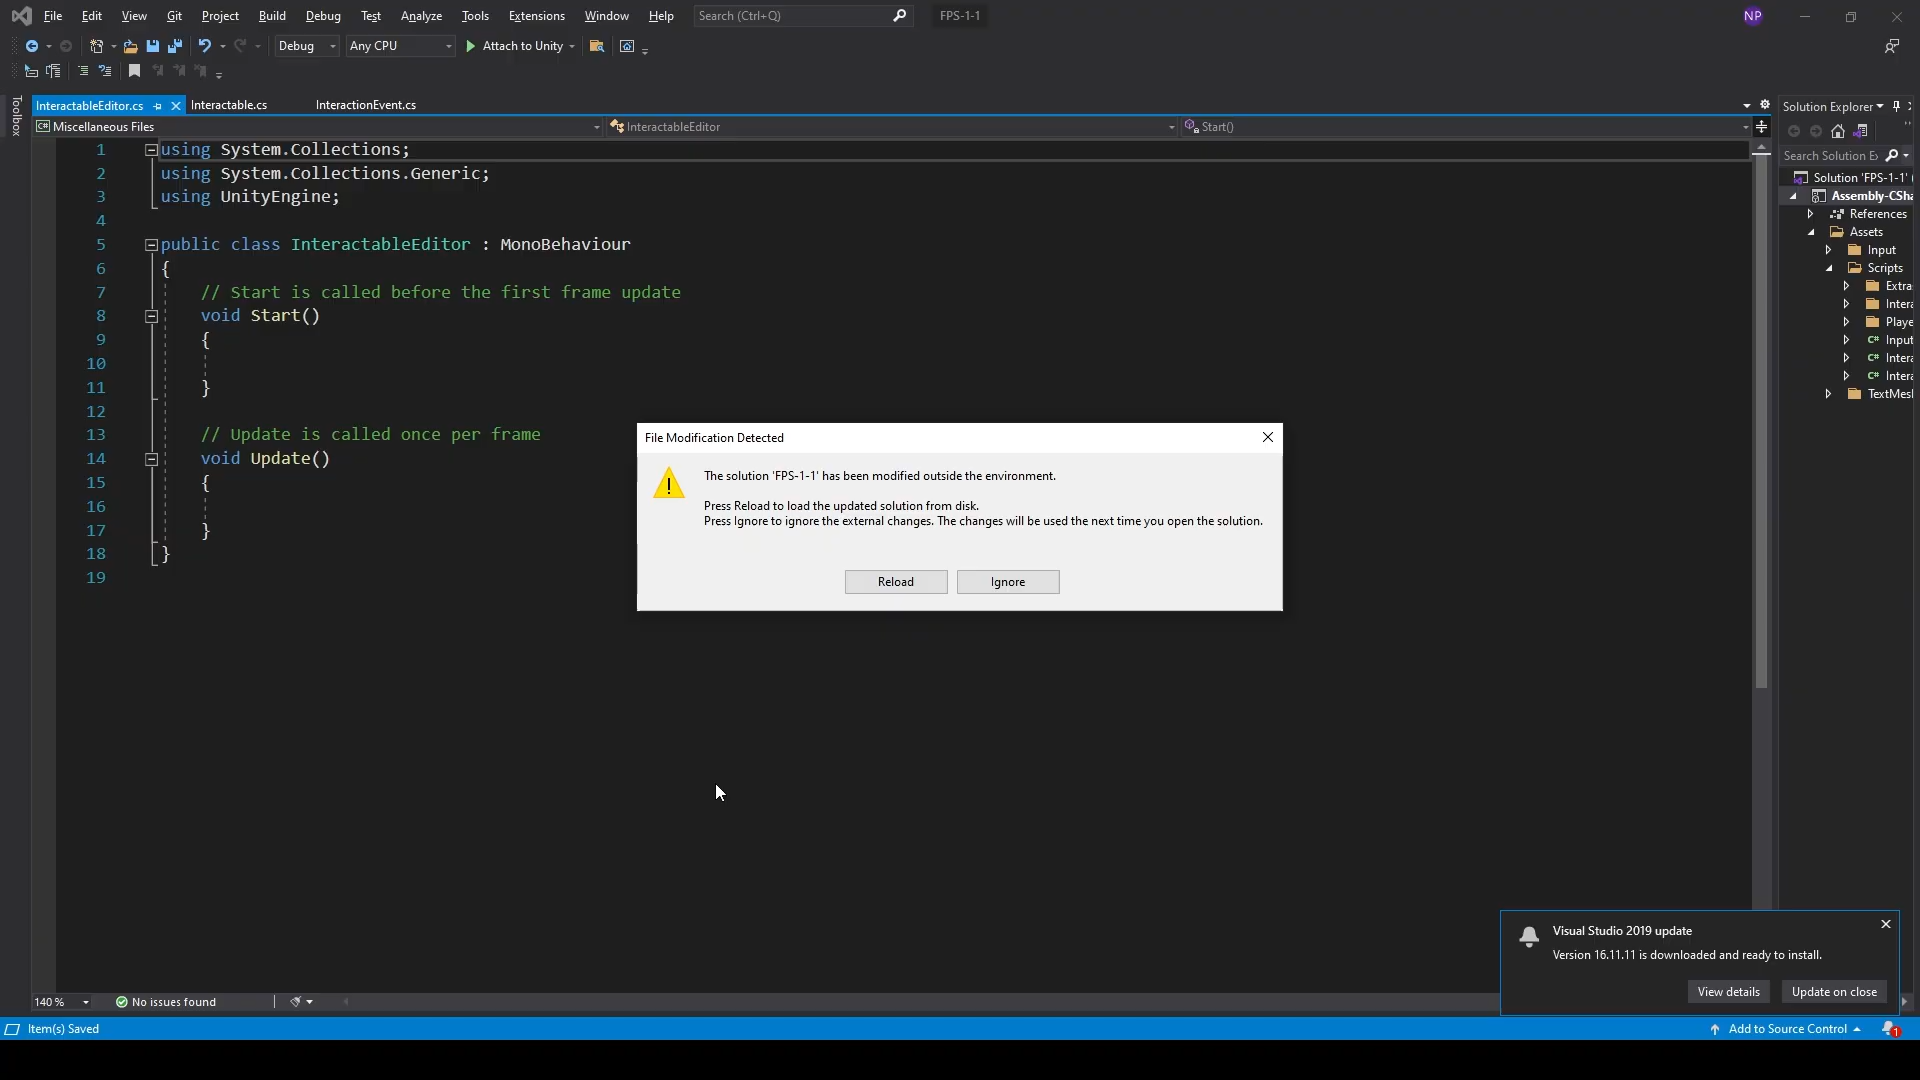 File Edit View Git Project Build Debug Test Analyze Tools Extensions Window Help Search (Ctrl+Q) FPS-1-1 NP
Debug Any CPU Attach to Unity
Toolbox
InteractableEditor.cs Interactable.cs InteractionEvent.cs
Miscellaneous Files InteractableEditor Start()
1 using System.Collections;
2 using System.Collections.Generic;
3 using UnityEngine;
4
5 public class InteractableEditor : MonoBehaviour
6 {
7 // Start is called before the first frame update
8 void Start()
9 {
10
11 }
12
13 // Update is called once per frame
14 void Update()
15 {
16
17 }
18 }
19
File Modification Detected
The solution 'FPS-1-1' has been modified outside the environment.
Press Reload to load the updated solution from disk.
Press Ignore to ignore the external changes. The changes will be used the next time you open the solution.
Reload Ignore
Solution Explorer
Search Solution Ex
Solution 'FPS-1-1' (
Assembly-CSha
References
Assets
Input
Scripts
Extra
Intera
Playe
C# Input
C# Intera
C# Intera
TextMesh
Visual Studio 2019 update
Version 16.11.11 is downloaded and ready to install.
View details Update on close
140 % No issues found
Item(s) Saved Add to Source Control 1